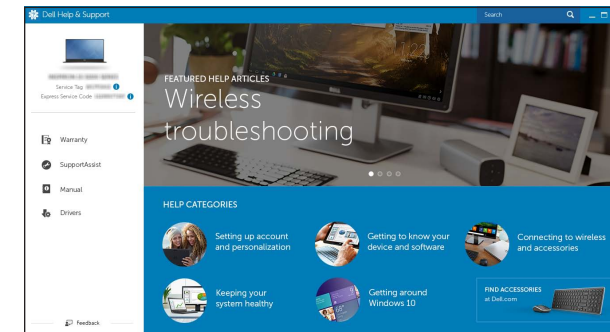 Dell Help & Support
Search
Service Tag:
Express Service Code:
Warranty
SupportAssist
Manual
Drivers
Feedback
FEATURED HELP ARTICLES
Wireless
troubleshooting
HELP CATEGORIES
Setting up account
and personalization
Getting to know your
device and software
Connecting to wireless
and accessories
Keeping your
system healthy
Getting around
Windows 10
FIND ACCESSORIES
at Dell.com